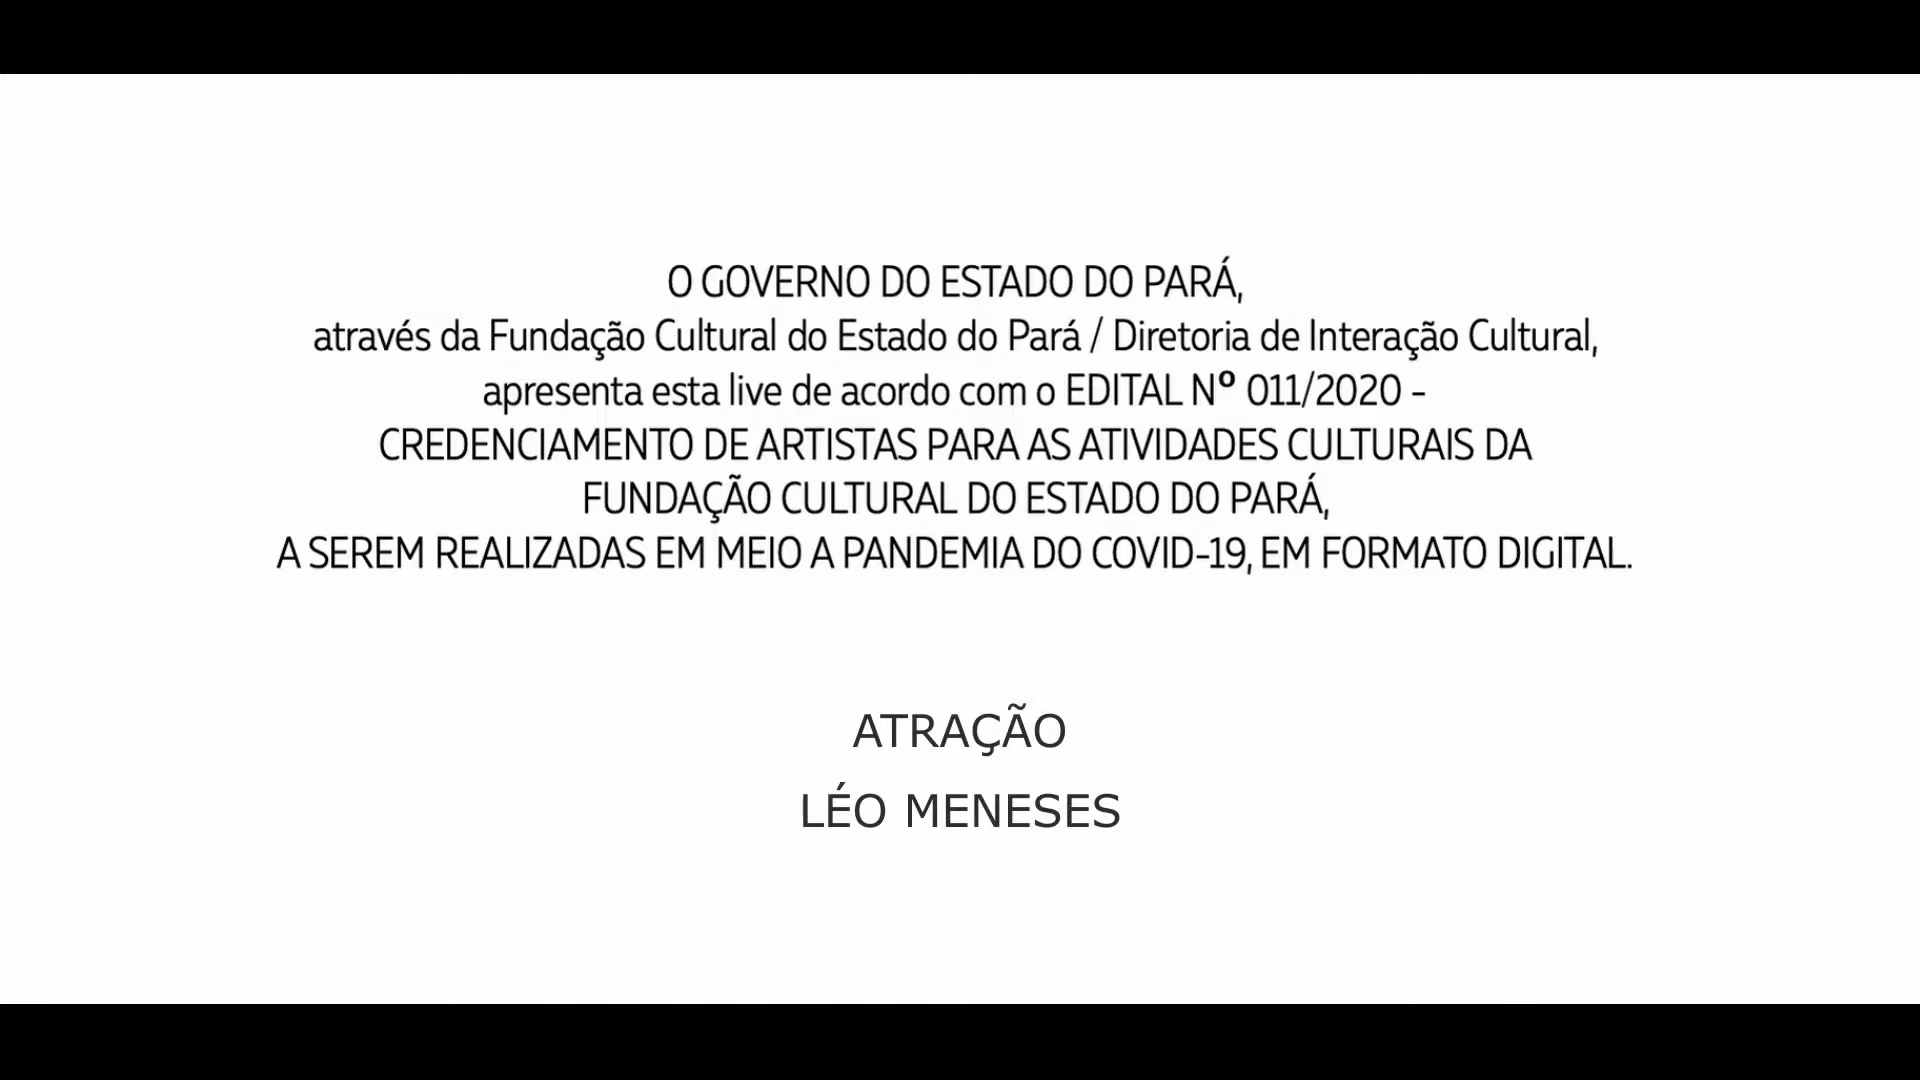 O GOVERNO DO ESTADO DO PARÁ,
através da Fundação Cultural do Estado do Pará / Diretoria de Interação Cultural,
apresenta esta live de acordo com o EDITAL Nº 011/2020 -
CREDENCIAMENTO DE ARTISTAS PARA AS ATIVIDADES CULTURAIS DA
FUNDAÇÃO CULTURAL DO ESTADO DO PARÁ,
A SEREM REALIZADAS EM MEIO A PANDEMIA DO COVID-19, EM FORMATO DIGITAL.
ATRAÇÃO
LÉO MENESES